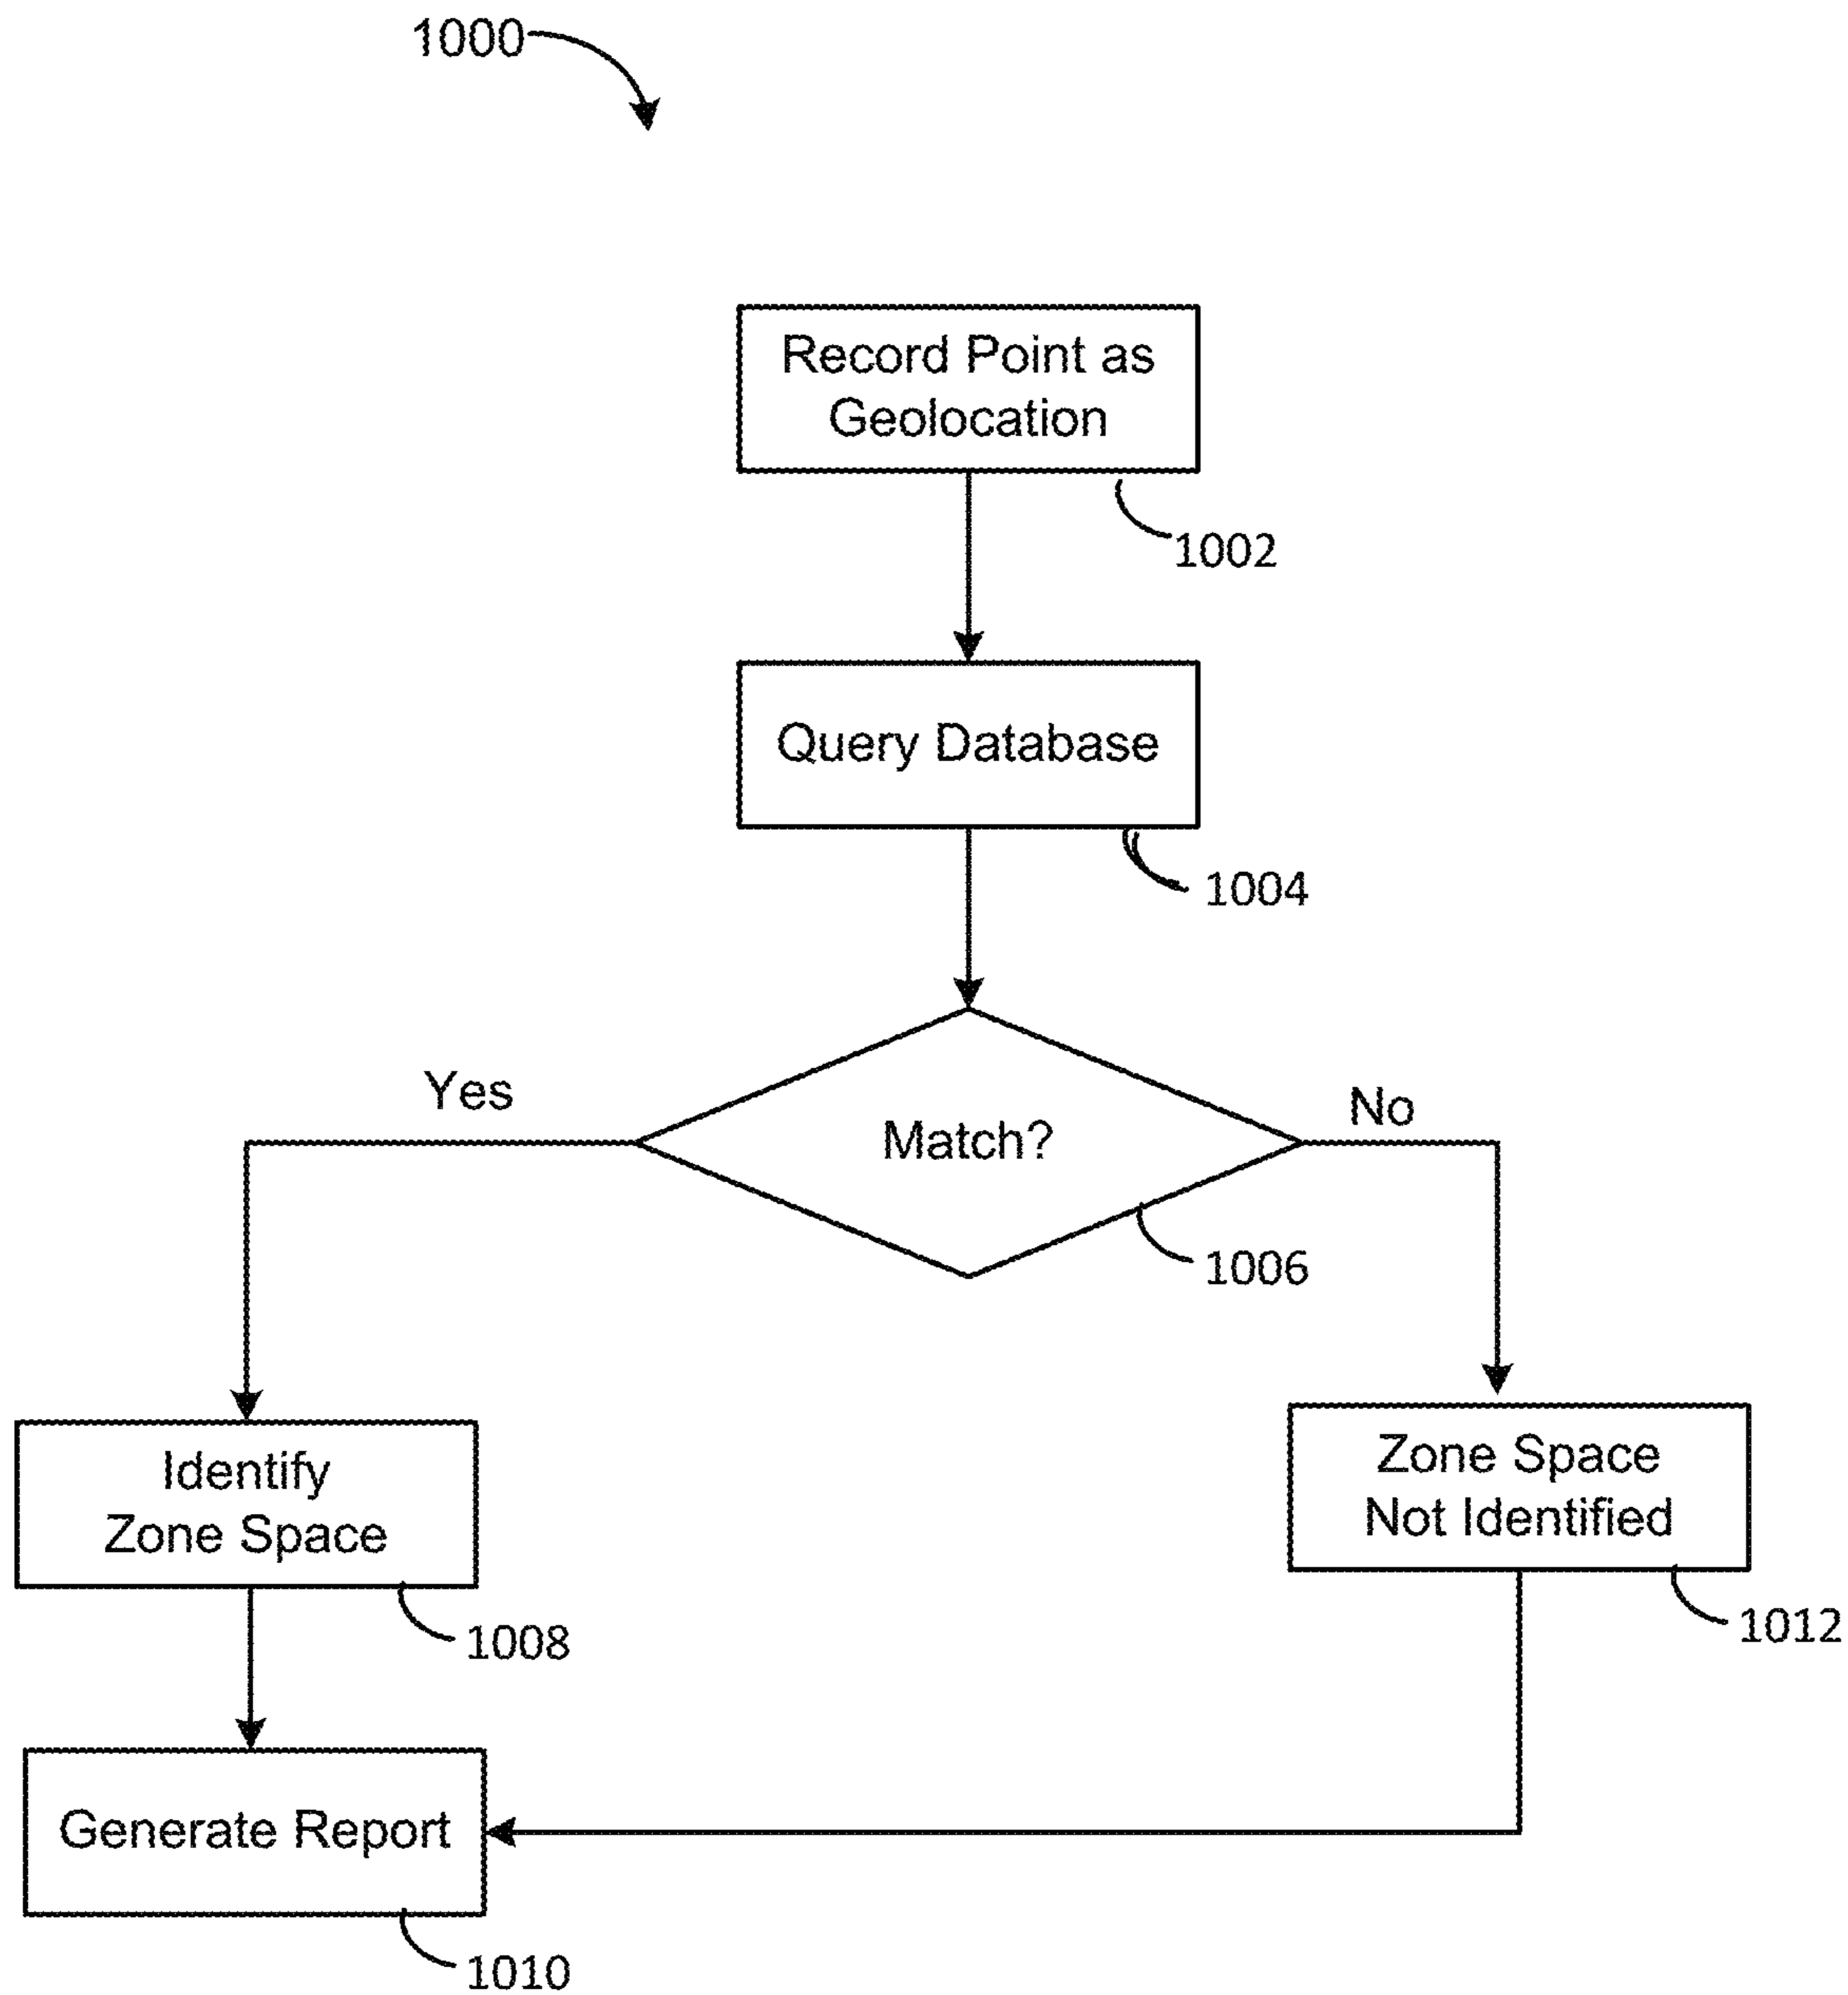 1000
Record Point as
Geolocation
1002
Query Database
1004
Yes
No
Match?
1006
Identify
Zone Space
1008
Zone Space
Not Identified
1012
Generate Report
1010